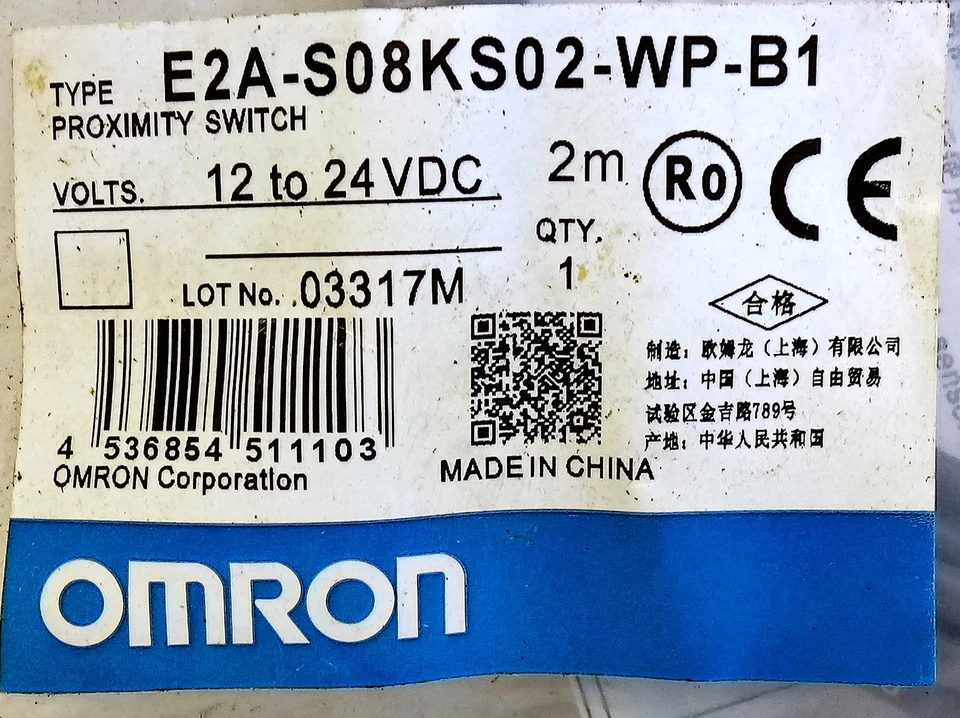 TYPE E2A-S08KS02-WP-B1
PROXIMITY SWITCH
VOLTS. 12 to 24VDC 2m
Ro CE
QTY.
1
LOT No. 03317M
合格
制造：欧姆龙（上海）有限公司
地址：中国（上海）自由贸易
试验区金吉路789号
产地：中华人民共和国
4 536854 511103
OMRON Corporation
MADE IN CHINA
OMRON